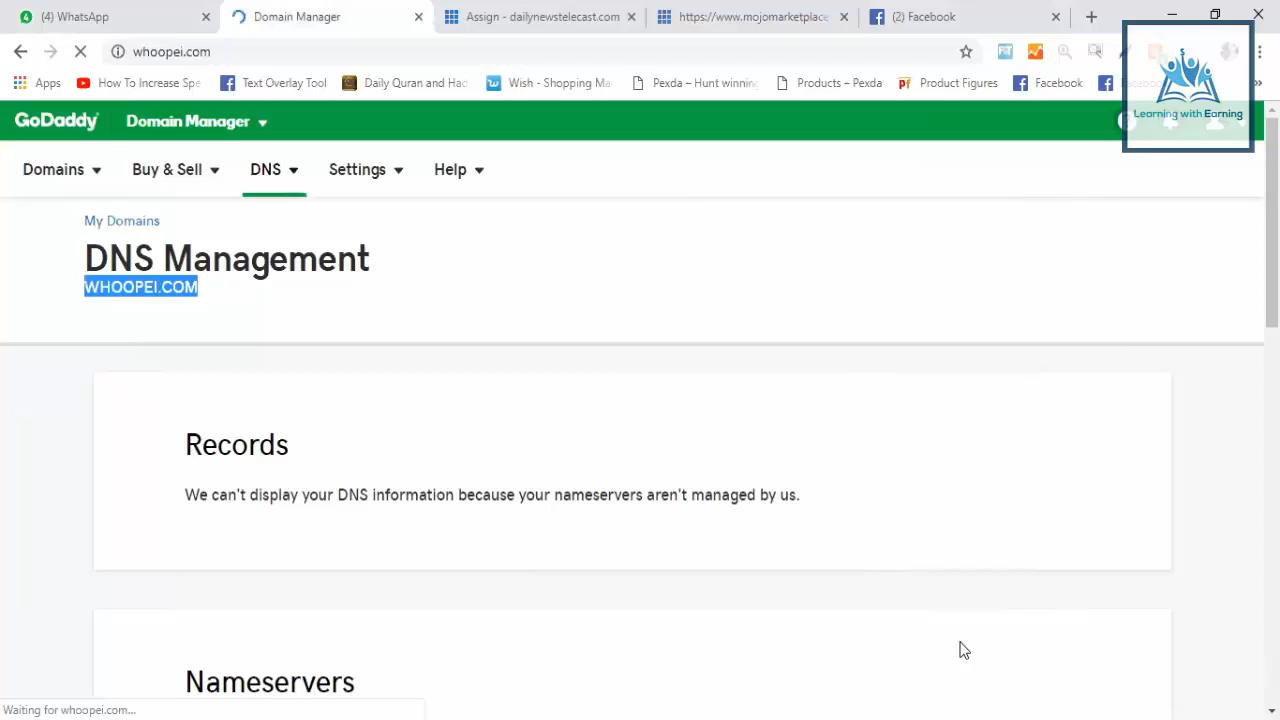 (4) WhatsApp
Domain Manager
Assign - dailynewstelecast.com
https://www.mojomarketplace
(2) Facebook
whoopei.com
Apps
How To Increase Spe
Text Overlay Tool
Daily Quran and Had
Wish - Shopping Ma
Pexda – Hunt winning
Products – Pexda
Product Figures
Facebook
GoDaddy
Domain Manager
Learning with Earning
Domains
Buy & Sell
DNS
Settings
Help
My Domains
DNS Management
WHOOPEI.COM
Records
We can't display your DNS information because your nameservers aren't managed by us.
Nameservers
Waiting for whoopei.com...